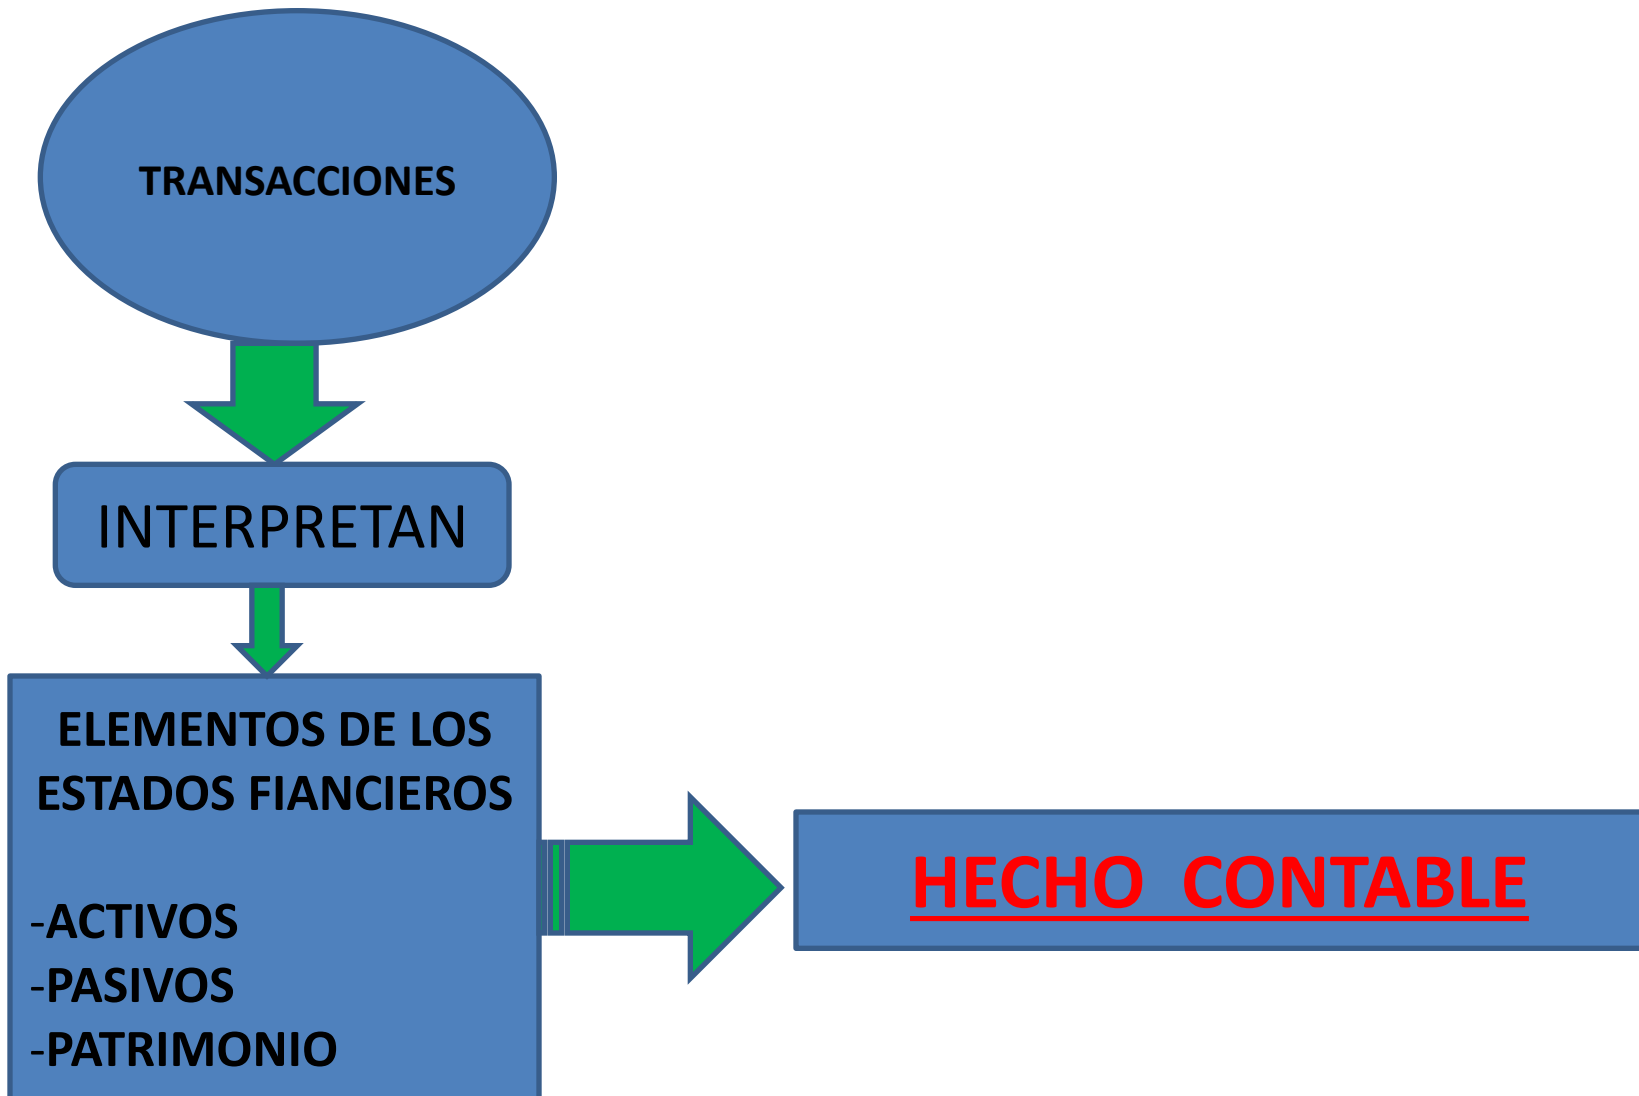 TRANSACCIONES
INTERPRETAN
ELEMENTOS DE LOS
ESTADOS FIANCIEROS
-ACTIVOS
-PASIVOS
-PATRIMONIO
HECHO CONTABLE